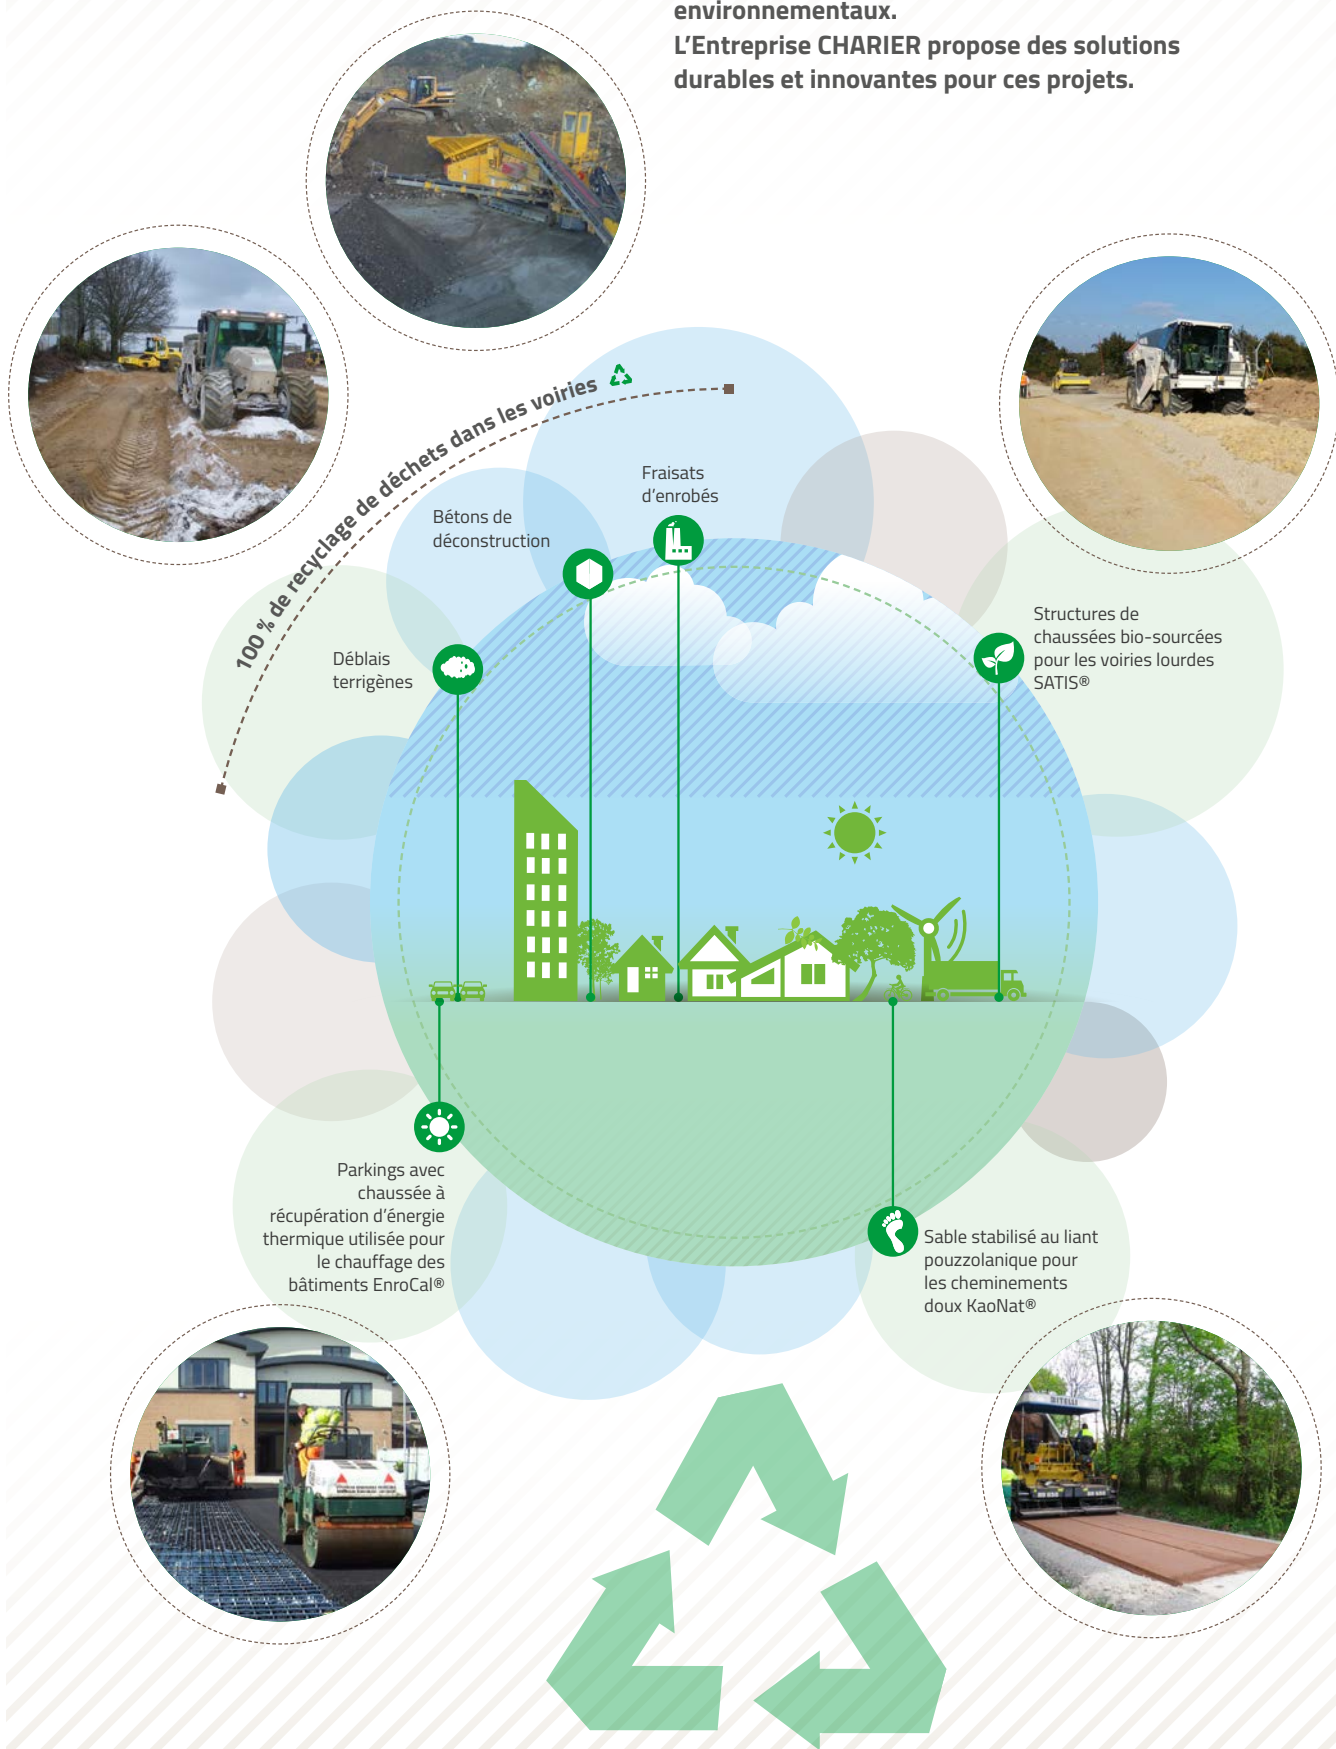 environnementaux.
L’Entreprise CHARIER propose des solutions
durables et innovantes pour ces projets.
100 % de recyclage de déchets dans les voiries
Fraisats
d’enrobés
Bétons de
déconstruction
Déblais
terrigènes
Structures de
chaussées bio-sourcées
pour les voiries lourdes
SATIS®
Parkings avec
chaussée à
récupération d’énergie
thermique utilisée pour
le chauffage des
bâtiments EnroCal®
Sable stabilisé au liant
pouzzolanique pour
les cheminements
doux KaoNat®
BITELLI